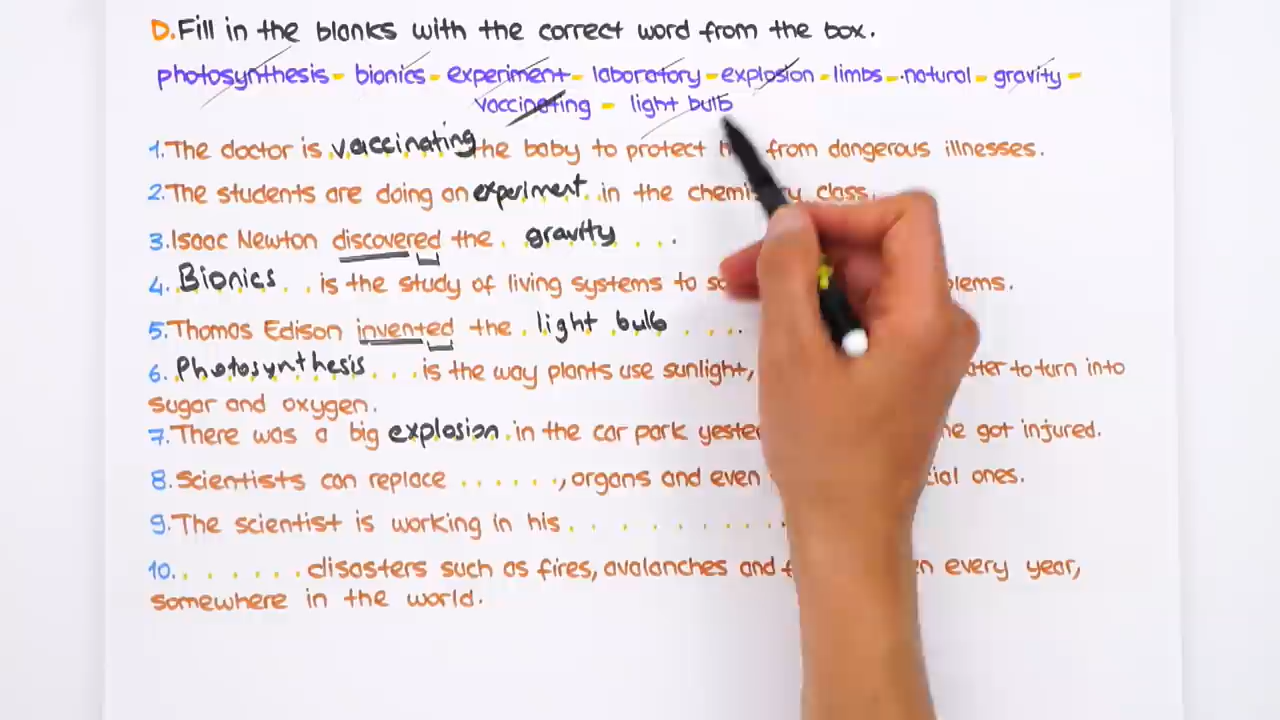 D.Fill in the blanks with the correct word from the box.
photosynthesis - bionics - experiment - laboratory - explosion - limbs - natural - gravity -
vaccinating - light bulb
1.The doctor is vaccinating the baby to protect from dangerous illnesses.
2.The students are doing an experiment in the class.
3.Isaac Newton discovered the gravity
4. Bionics is the study of living systems to
5.Thomas Edison invented the light bulb
6. Photosynthesis is the way plants use sunlight, to turn into
sugar and oxygen.
7.There was a big explosion in the car park got injured.
8.Scientists can replace ......, organs and even ones.
9.The scientist is working in his .........
10. ...... disasters such as fires, avalanches and every year,
somewhere in the world.